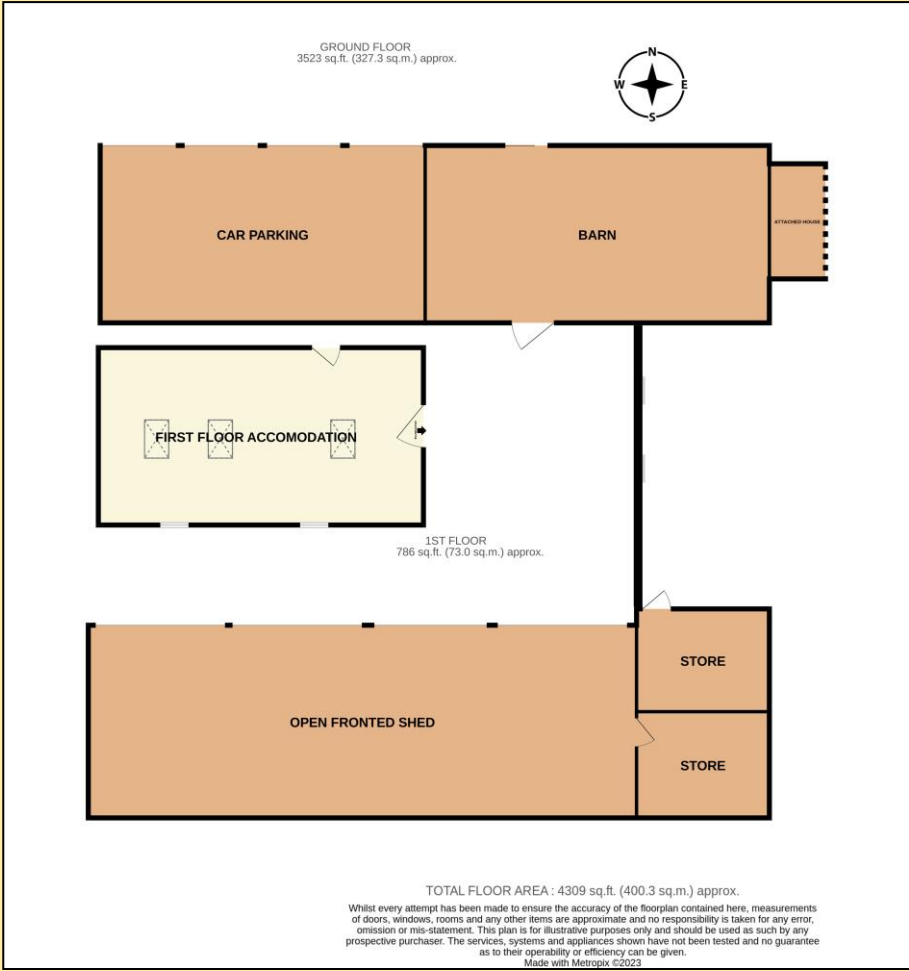 GROUND FLOOR
3523 sq.ft. (327.3 sq.m.) approx.
N
W E
S
CAR PARKING
BARN
ATTACHED HOUSE
FIRST FLOOR ACCOMODATION
1ST FLOOR
786 sq.ft. (73.0 sq.m.) approx.
STORE
OPEN FRONTED SHED
STORE
TOTAL FLOOR AREA : 4309 sq.ft. (400.3 sq.m.) approx.
Whilst every attempt has been made to ensure the accuracy of the floorplan contained here, measurements
of doors, windows, rooms and any other items are approximate and no responsibility is taken for any error,
omission or mis-statement. This plan is for illustrative purposes only and should be used as such by any
prospective purchaser. The services, systems and appliances shown have not been tested and no guarantee
as to their operability or efficiency can be given.
Made with Metropix ©2023